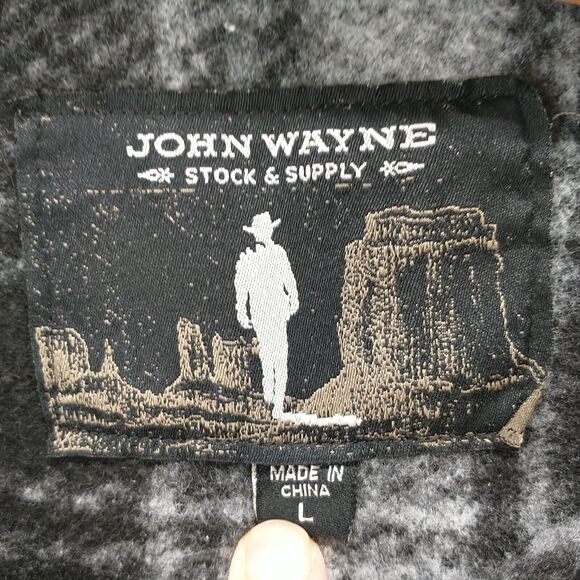 JOHN WAYNE
STOCK & SUPPLY
MADE IN
CHINA
L